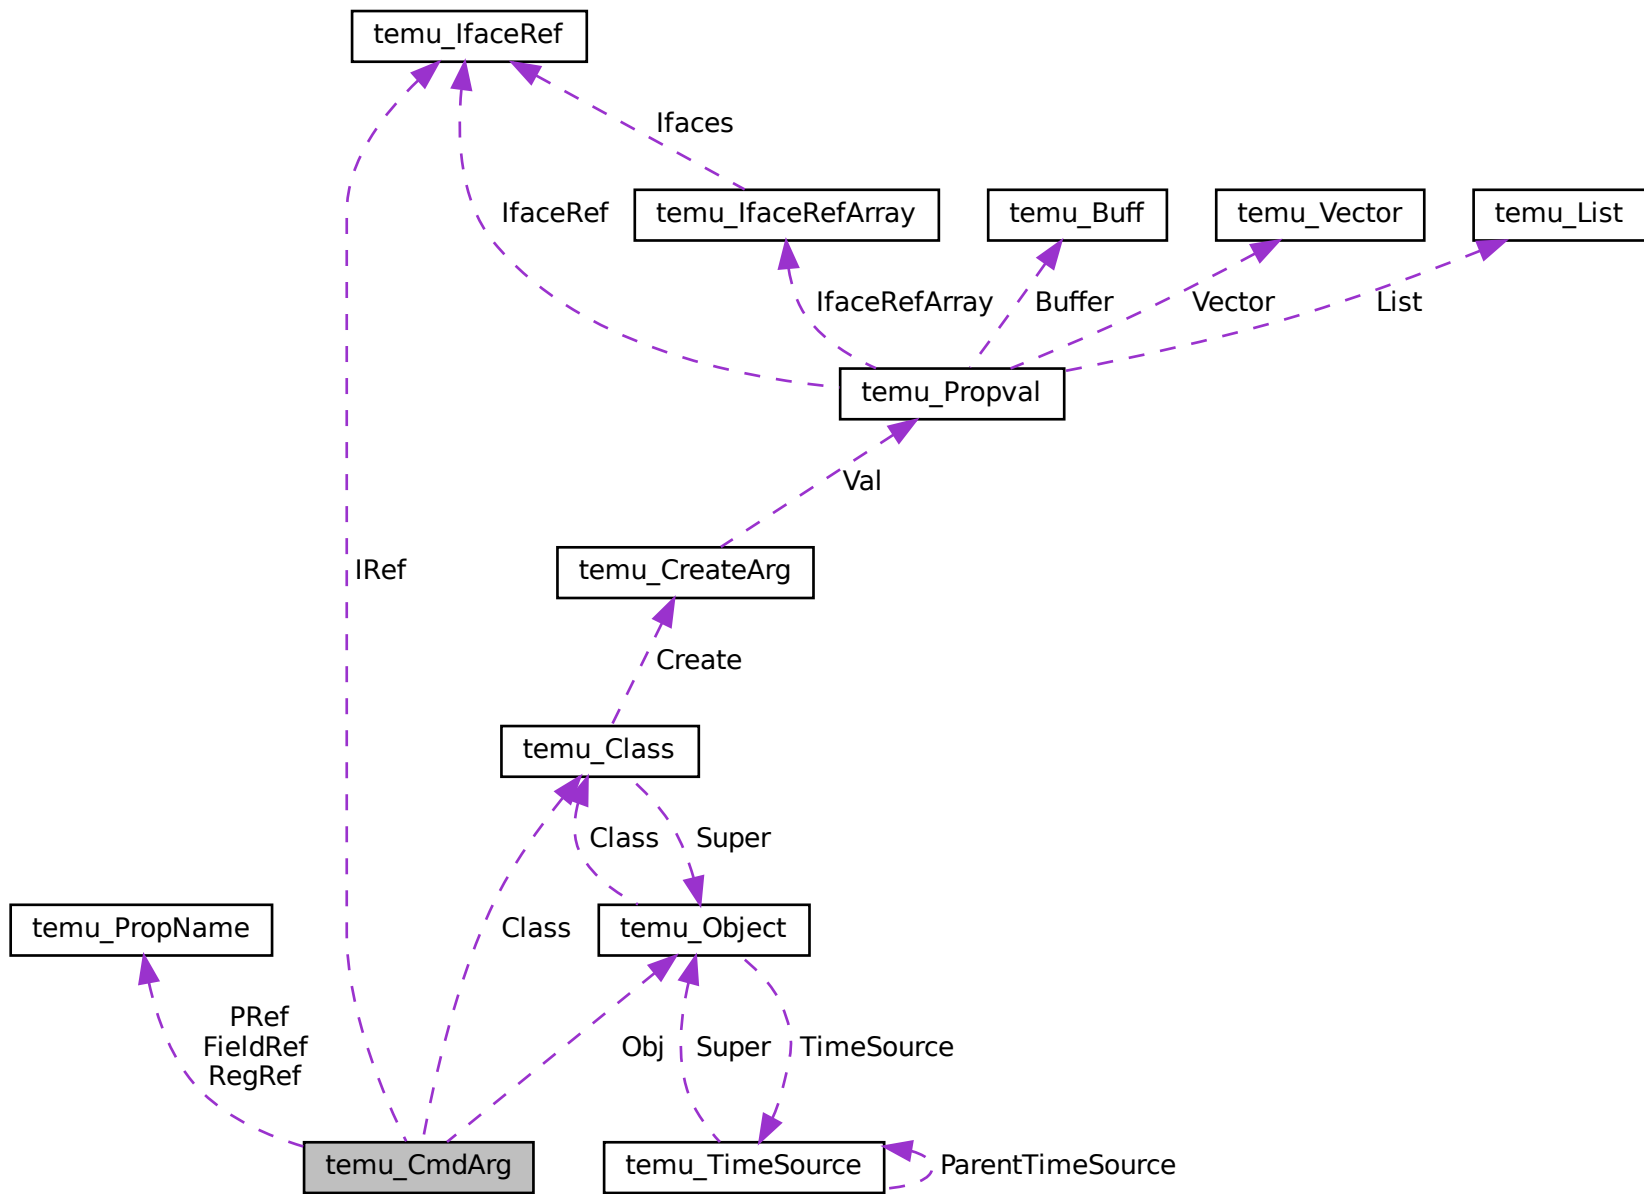 temu_IfaceRef
Ifaces
IfaceRef
temu_IfaceRefArray
temu_Buff
temu_Vector
temu_List
IfaceRefArray
Buffer
Vector
List
temu_Propval
Val
IRef
temu_CreateArg
Create
temu_Class
Class
Super
temu_PropName
Class
temu_Object
PRef
FieldRef
RegRef
Obj
Super
TimeSource
temu_CmdArg
temu_TimeSource
ParentTimeSource